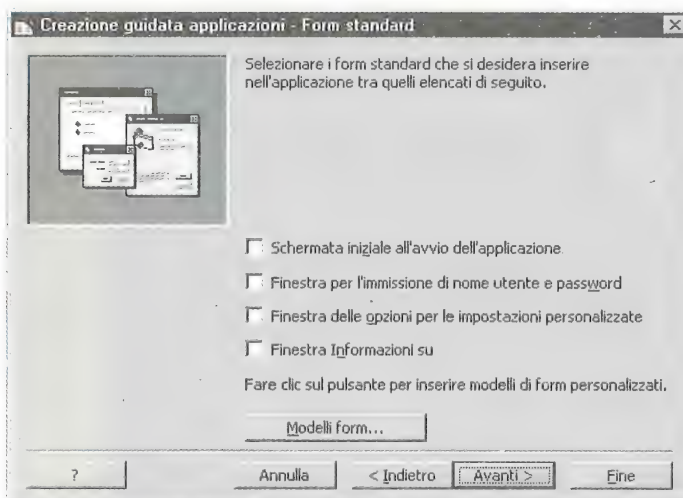 Creazione guidata applicazioni - Form standard
Selezionare i form standard che si desidera inserire
nell'applicazione tra quelli elencati di seguito.
Schermata iniziale all'avvio dell'applicazione
Finestra per l'immissione di nome utente e password
Finestra delle opzioni per le impostazioni personalizzate
Finestra Informazioni su
Fare clic sul pulsante per inserire modelli di form personalizzati.
Modelli form...
? Annulla < Indietro Avanti > Fine